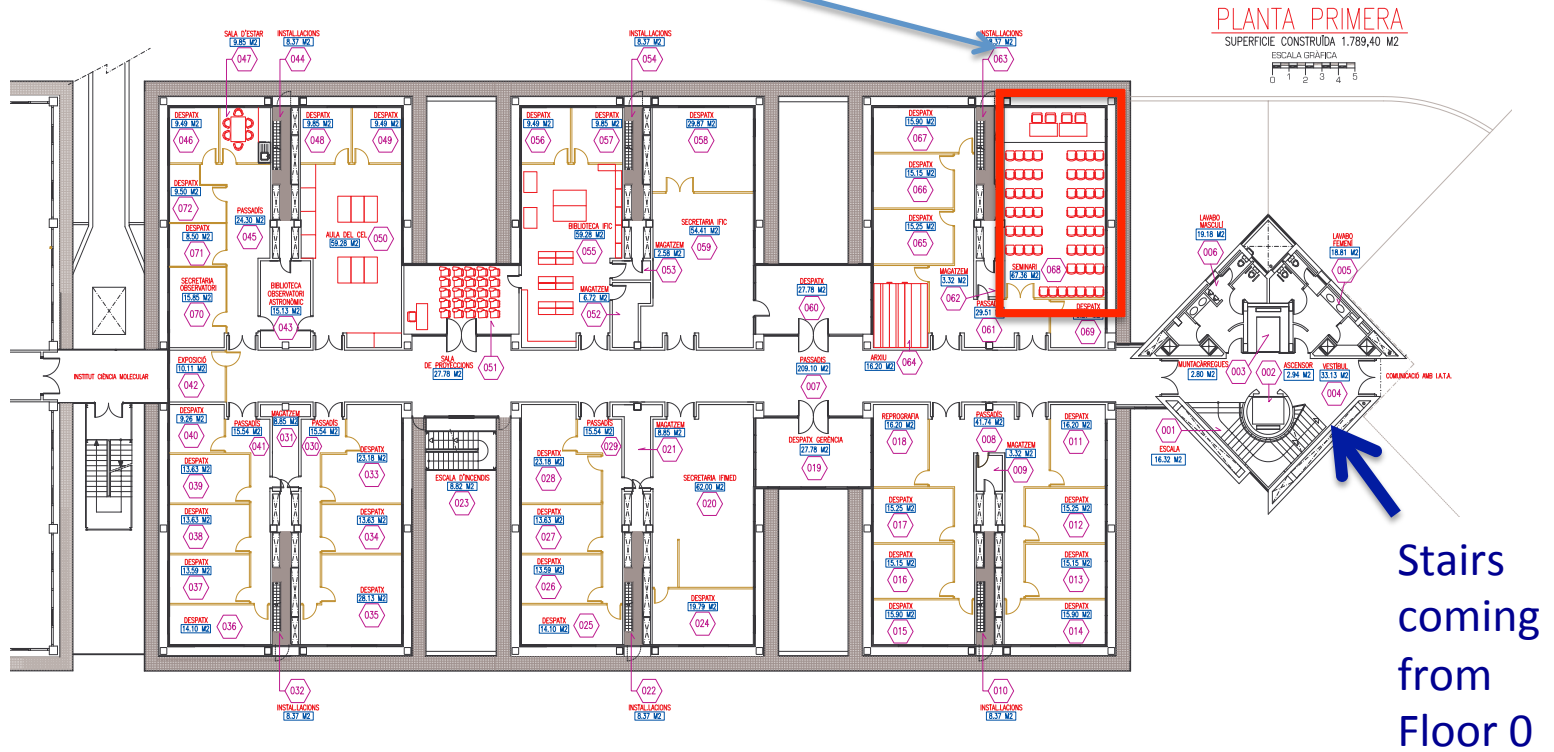 PLANTA PRIMERA
SUPERFICIE CONSTRUÏDA 1.789,40 M2
ESCALA GRÀFICA
0 1 2 3 4 5
SALA D'ESTAR
9.85 M2
047
INSTAL.LACIONS
8.37 M2
044
INSTAL.LACIONS
8.37 M2
054
INSTAL.LACIONS
8.37 M2
063
DESPATX
9.49 M2
046
DESPATX
9.85 M2
048
DESPATX
9.49 M2
049
DESPATX
9.49 M2
056
DESPATX
9.85 M2
057
DESPATX
29.87 M2
058
DESPATX
15.90 M2
067
DESPATX
15.15 M2
066
DESPATX
15.25 M2
065
DESPATX
9.50 M2
072
DESPATX
8.50 M2
071
PASSADÍS
24.30 M2
045
AULA DEL CEL
59.28 M2
050
SECRETARIA
OBSERVATORI
15.85 M2
070
BIBLIOTECA
OBSERVATORI
ASTRONÒMIC
15.13 M2
043
BIBLIOTECA IFIC
59.28 M2
055
MAGATZEM
2.58 M2
053
SECRETARIA IFIC
54.41 M2
059
MAGATZEM
6.72 M2
052
DESPATX
27.78 M2
060
MAGATZEM
3.32 M2
062
SEMINARI
67.36 M2
068
PASSADÍS
29.51
061
DESPATX
069
LAVABO
MASCULÍ
19.18 M2
006
LAVABO
FEMENÍ
18.81 M2
005
EXPOSICIÓ
10.11 M2
042
INSTITUT CIÈNCIA MOLECULAR
SALA
DE PROYECCIONS
27.78 M2
051
PASSADIS
209.10 M2
007
ARXIU
16.20 M2
064
MUNTACÀRREGUES
2.80 M2
003
002
ASCENSOR
2.94 M2
VESTÍBUL
33.13 M2
004
COMUNICACIÓ AMB I.A.T.A.
001
ESCALA
16.32 M2
DESPATX
9.26 M2
040
PASSADÍS
15.54 M2
041
MAGATZEM
8.85 M2
031
PASSADÍS
15.54 M2
030
DESPATX
23.18 M2
033
DESPATX
13.63 M2
039
DESPATX
13.63 M2
038
DESPATX
13.63 M2
034
DESPATX
13.59 M2
037
DESPATX
28.13 M2
035
DESPATX
14.10 M2
036
ESCALA D'INCENDIS
8.82 M2
023
PASSADÍS
15.54 M2
029
MAGATZEM
8.85 M2
021
DESPATX
23.18 M2
028
SECRETARIA IFIMED
62.00 M2
020
DESPATX
13.63 M2
027
DESPATX
13.59 M2
026
DESPATX
14.10 M2
025
DESPATX
19.79 M2
024
DESPATX GERÈNCIA
27.78 M2
019
REPROGRAFIA
16.20 M2
018
PASSADÍS
41.74 M2
008
MAGATZEM
3.32 M2
009
DESPATX
16.20 M2
011
DESPATX
15.25 M2
017
DESPATX
15.25 M2
012
DESPATX
15.15 M2
016
DESPATX
15.15 M2
013
DESPATX
15.90 M2
015
DESPATX
15.90 M2
014
032
INSTAL.LACIONS
8.37 M2
022
INSTAL.LACIONS
8.37 M2
010
INSTAL.LACIONS
8.37 M2
Stairs
coming
from
Floor 0